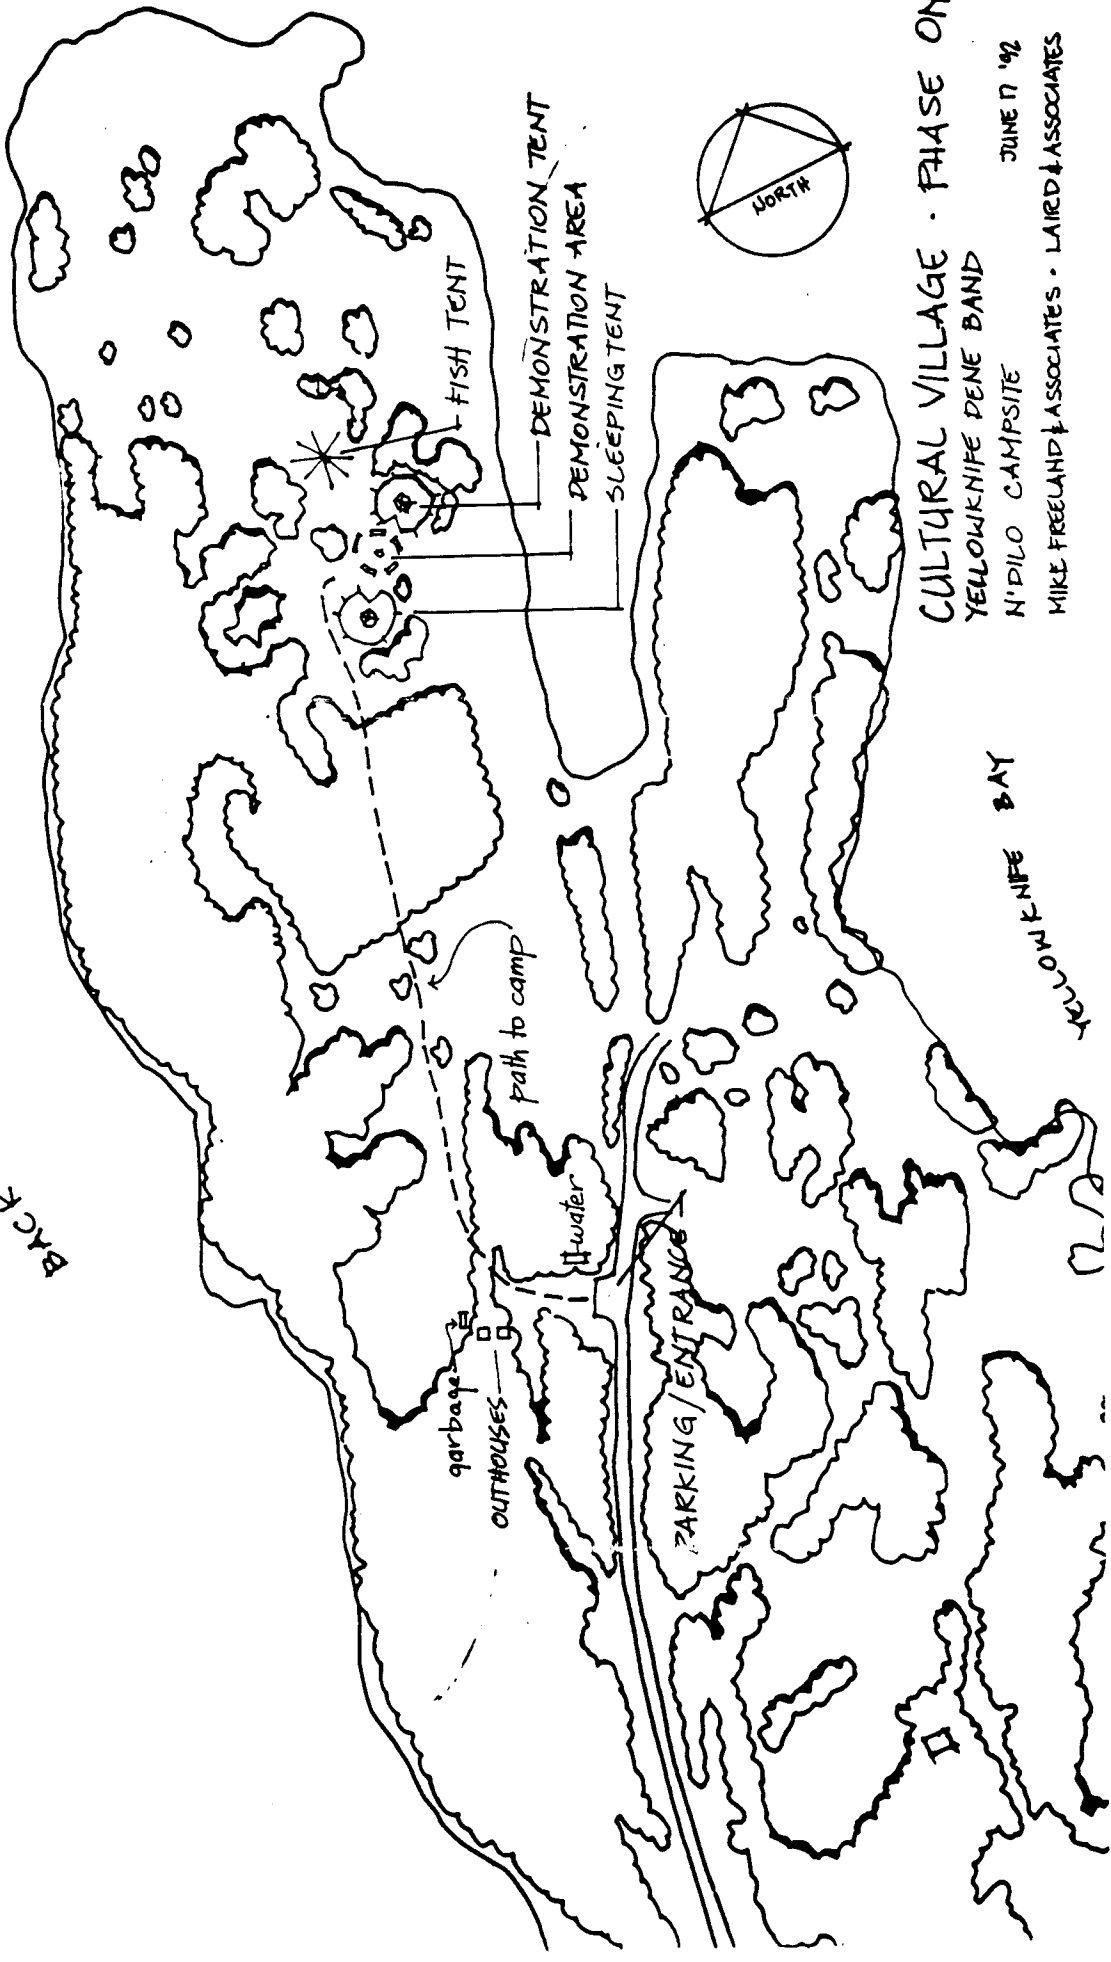 BACK
FISH TENT
DEMONSTRATION TENT
DEMONSTRATION AREA
SLEEPING TENT
NORTH
path to camp
water
garbage
OUTHOUSES
PARKING/ENTRANCE
YELLOWKNIFE BAY
CULTURAL VILLAGE · PHASE ON
YELLOWKNIFE DENE BAND
N'DILO CAMPSITE JUNE 17 '92
MIKE FREELAND & ASSOCIATES · LAIRD & ASSOCIATES